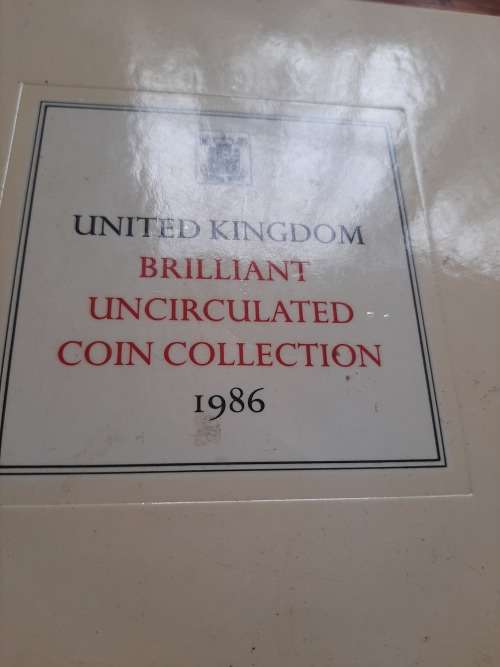 UNITED KINGDOM
BRILLIANT
UNCIRCULATED
COIN COLLECTION
1986